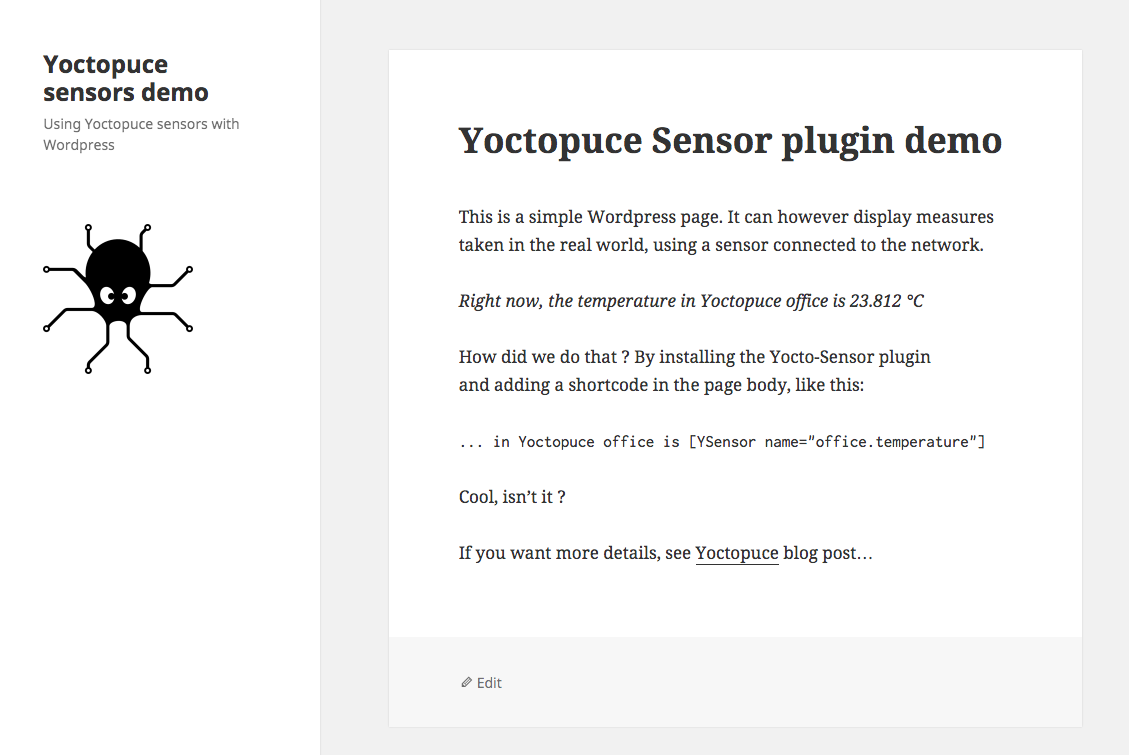 Yoctopuce
sensors demo
Using Yoctopuce sensors with
Wordpress
Yoctopuce Sensor plugin demo
This is a simple Wordpress page. It can however display measures
taken in the real world, using a sensor connected to the network.
Right now, the temperature in Yoctopuce office is 23.812 °C
How did we do that ? By installing the Yocto-Sensor plugin
and adding a shortcode in the page body, like this:
... in Yoctopuce office is [YSensor name="office.temperature"]
Cool, isn’t it ?
If you want more details, see Yoctopuce blog post…
Edit